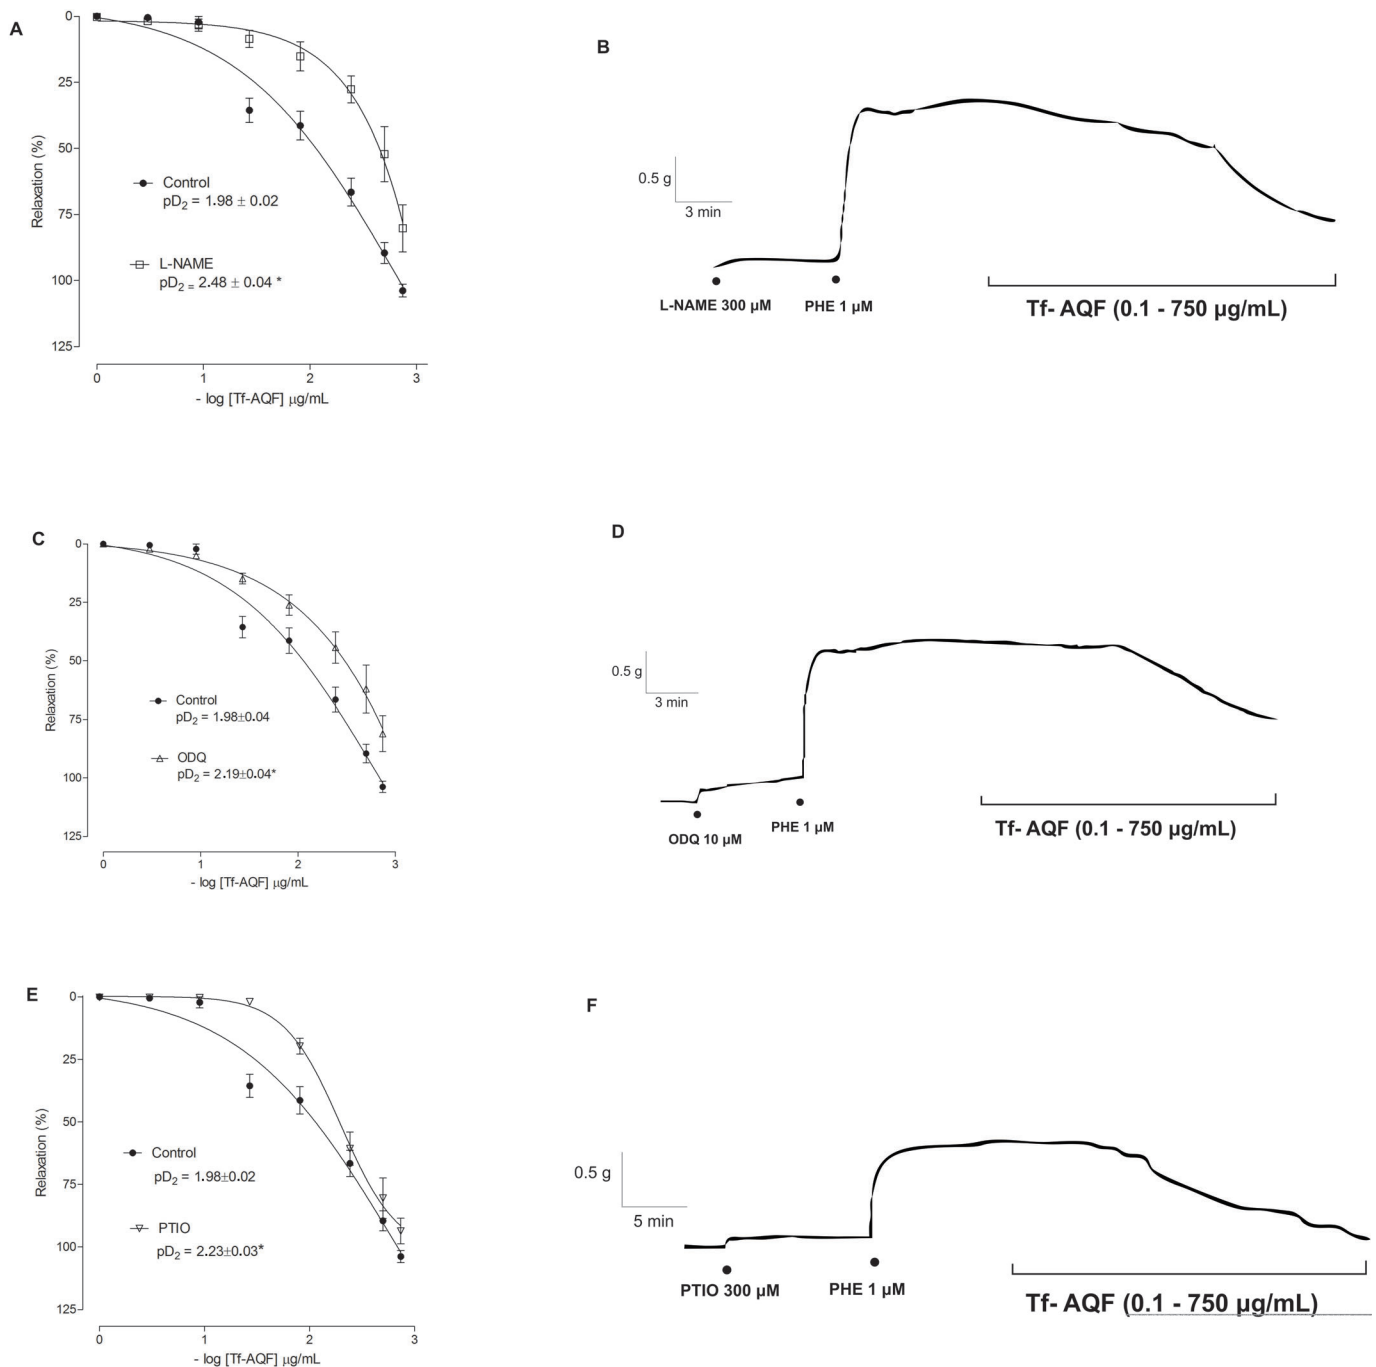 A
0
25
50
75
100
125
Relaxation (%)
Control
pD2 = 1.98 ± 0.02
L-NAME
pD2 = 2.48 ± 0.04 *
0 1 2 3
- log [Tf-AQF] μg/mL
B
0.5 g
3 min
L-NAME 300 μM
PHE 1 μM
Tf- AQF (0.1 - 750 μg/mL)
C
0
25
50
75
100
125
Relaxation (%)
Control
pD2 = 1.98±0.04
ODQ
pD2 = 2.19±0.04*
0 1 2 3
- log [Tf-AQF] μg/mL
D
0.5 g
3 min
ODQ 10 μM
PHE 1 μM
Tf- AQF (0.1 - 750 μg/mL)
E
0
25
50
75
100
125
Relaxation (%)
Control
pD2 = 1.98±0.02
PTIO
pD2 = 2.23±0.03*
0 1 2 3
- log [Tf-AQF] μg/mL
F
0.5 g
5 min
PTIO 300 μM
PHE 1 μM
Tf- AQF (0.1 - 750 μg/mL)